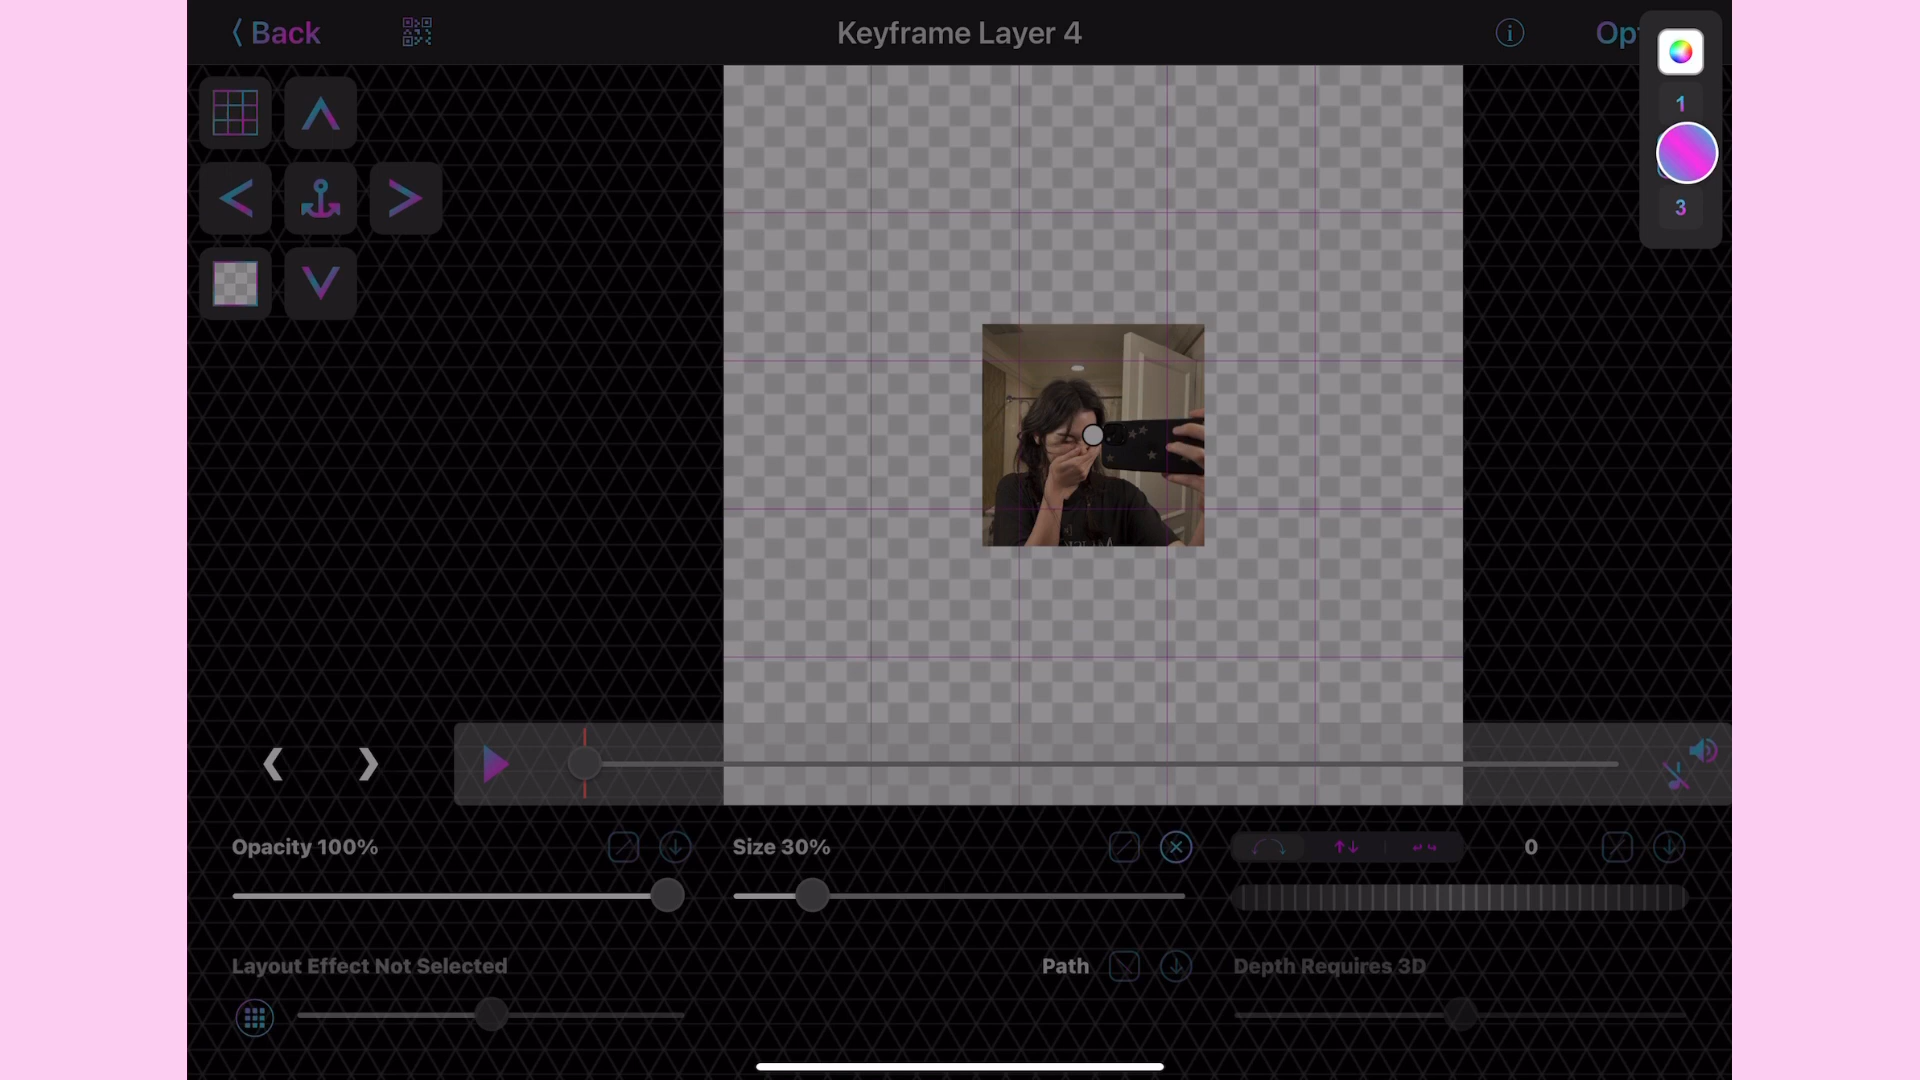 Back
Keyframe Layer 4
i
1
3
Opacity 100%
Size 30%
0
Layout Effect Not Selected
Path
Depth Requires 3D